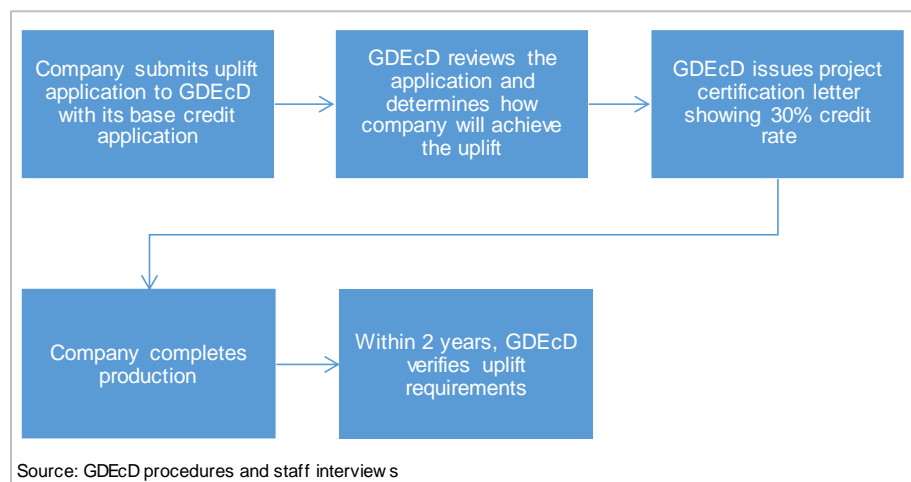 Company submits uplift
application to GDEcD
with its base credit
application
GDEcD reviews the
application and
determines how
company will achieve
the uplift
GDEcD issues project
certification letter
showing 30% credit
rate
Company completes
production
Within 2 years, GDEcD
verifies uplift
requirements
Source: GDEcD procedures and staff interviews